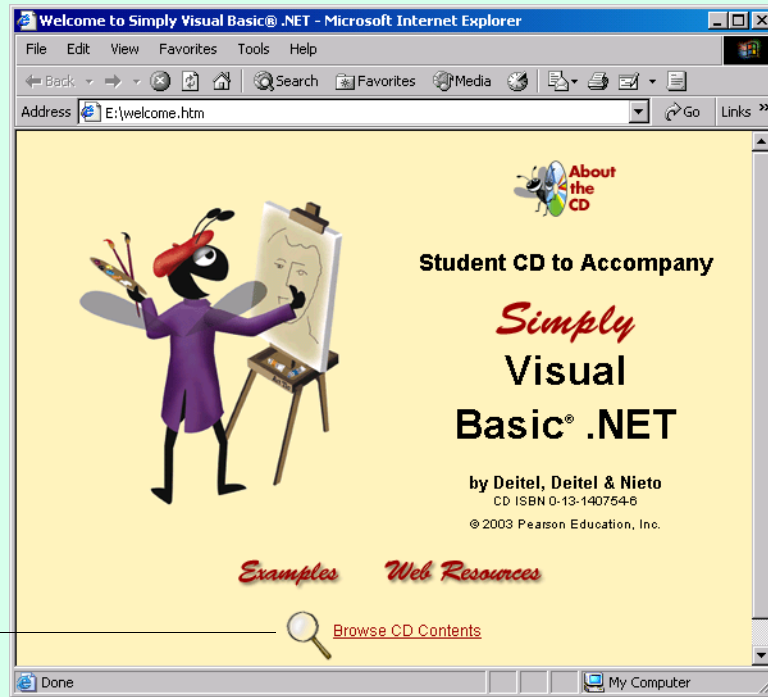 Welcome to Simply Visual Basic® .NET - Microsoft Internet Explorer
File Edit View Favorites Tools Help
Back Search Favorites Media
Address E:\welcome.htm Go Links »
About
the
CD
Student CD to Accompany
Simply
Visual
Basic® .NET
by Deitel, Deitel & Nieto
CD ISBN 0-13-140754-6
© 2003 Pearson Education, Inc.
Examples Web Resources
Browse CD Contents
Done My Computer